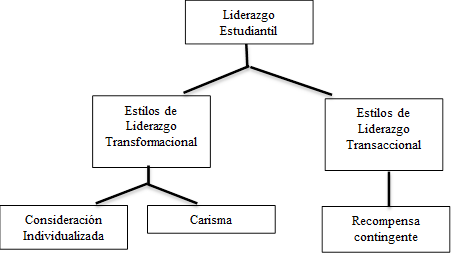 Liderazgo
Estudiantil
Estilos de
Liderazgo
Transformacional
Estilos de
Liderazgo
Transaccional
Consideración
Individualizada
Carisma
Recompensa
contingente